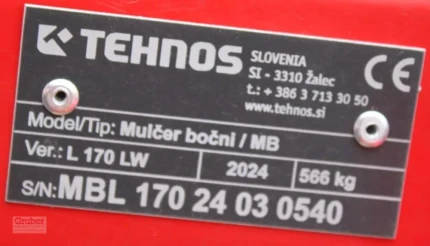 TEHNOS
SLOVENIA
SI - 3310 Žalec
t.: + 386 3 713 30 50
www.tehnos.si
CE
Model/Tip: Mulčer bočni / MB
Ver.: L 170 LW 2024 566 kg
S/N: MBL 170 24 03 0540
Gruber